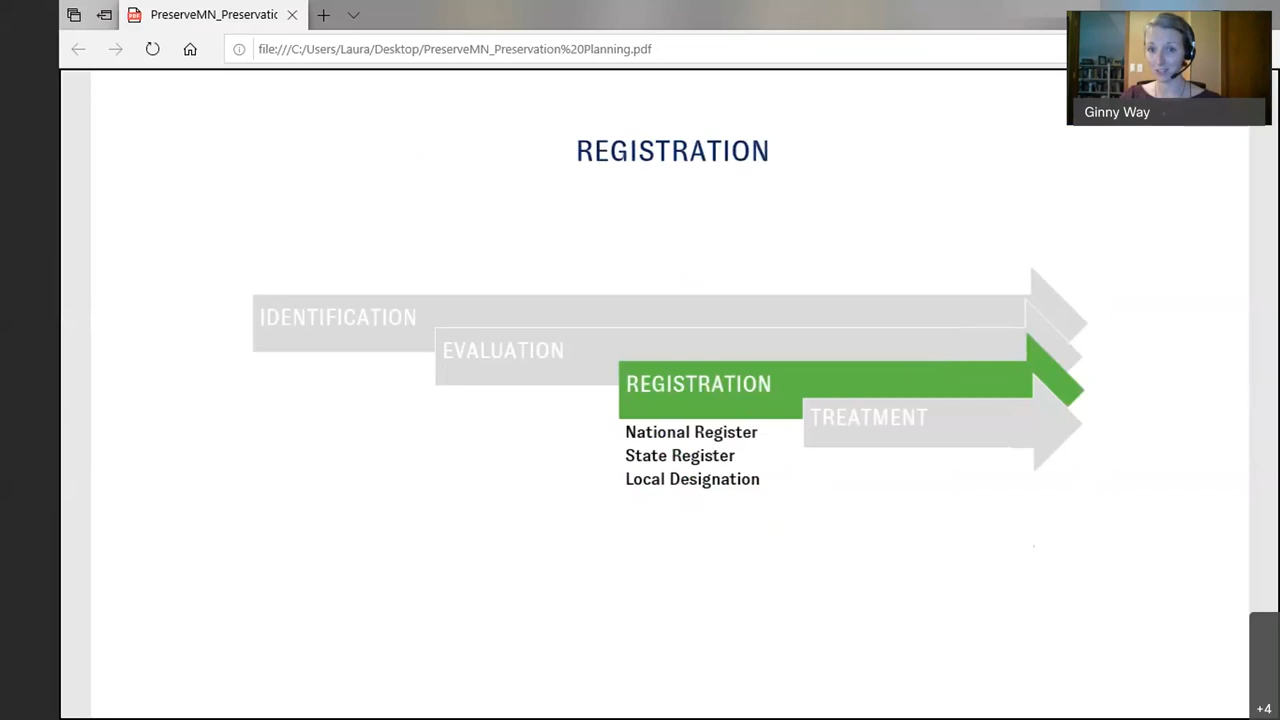 PreserveMN_Preservatic
file:///C:/Users/Laura/Desktop/PreserveMN_Preservation%20Planning.pdf
Ginny Way
REGISTRATION
IDENTIFICATION
EVALUATION
REGISTRATION
TREATMENT
National Register
State Register
Local Designation
+4